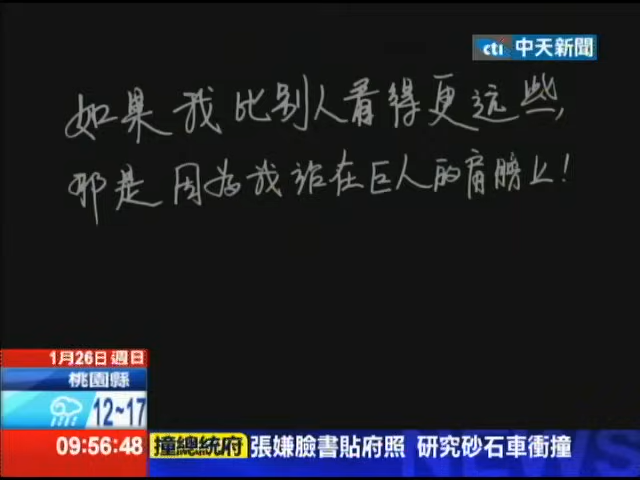 cti 中天新聞
如果我比別人看得更远些,
那是因為我站在巨人的肩膀上!
1月26日週日
桃園縣
12~17
09:56:48 撞總統府 張嫌臉書貼府照 研究砂石車衝撞
NEWS